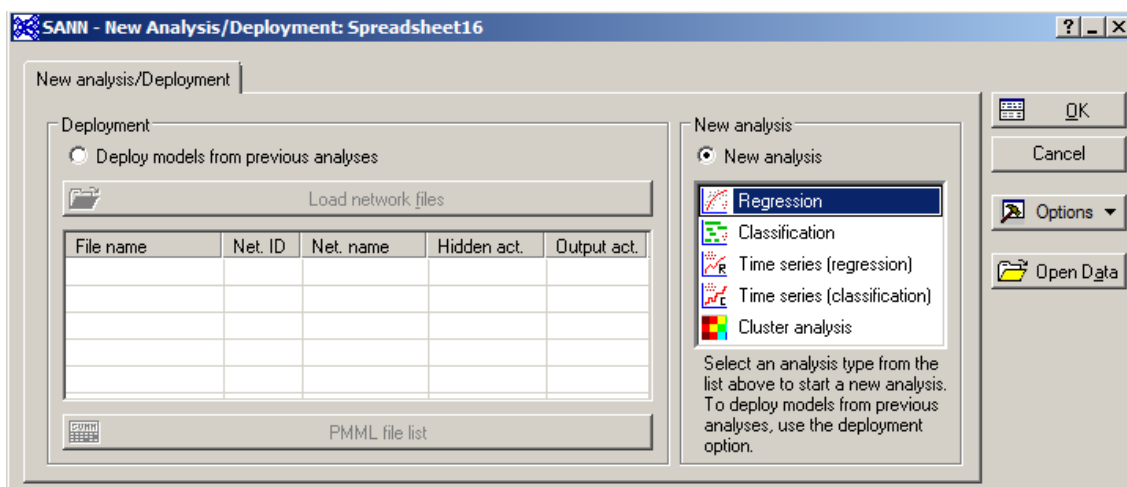 SANN - New Analysis/Deployment: Spreadsheet16
New analysis/Deployment
Deployment
Deploy models from previous analyses
Load network files
File name Net. ID Net. name Hidden act. Output act.
PMML file list
New analysis
New analysis
Regression
Classification
Time series (regression)
Time series (classification)
Cluster analysis
Select an analysis type from the
list above to start a new analysis.
To deploy models from previous
analyses, use the deployment
option.
OK
Cancel
Options
Open Data